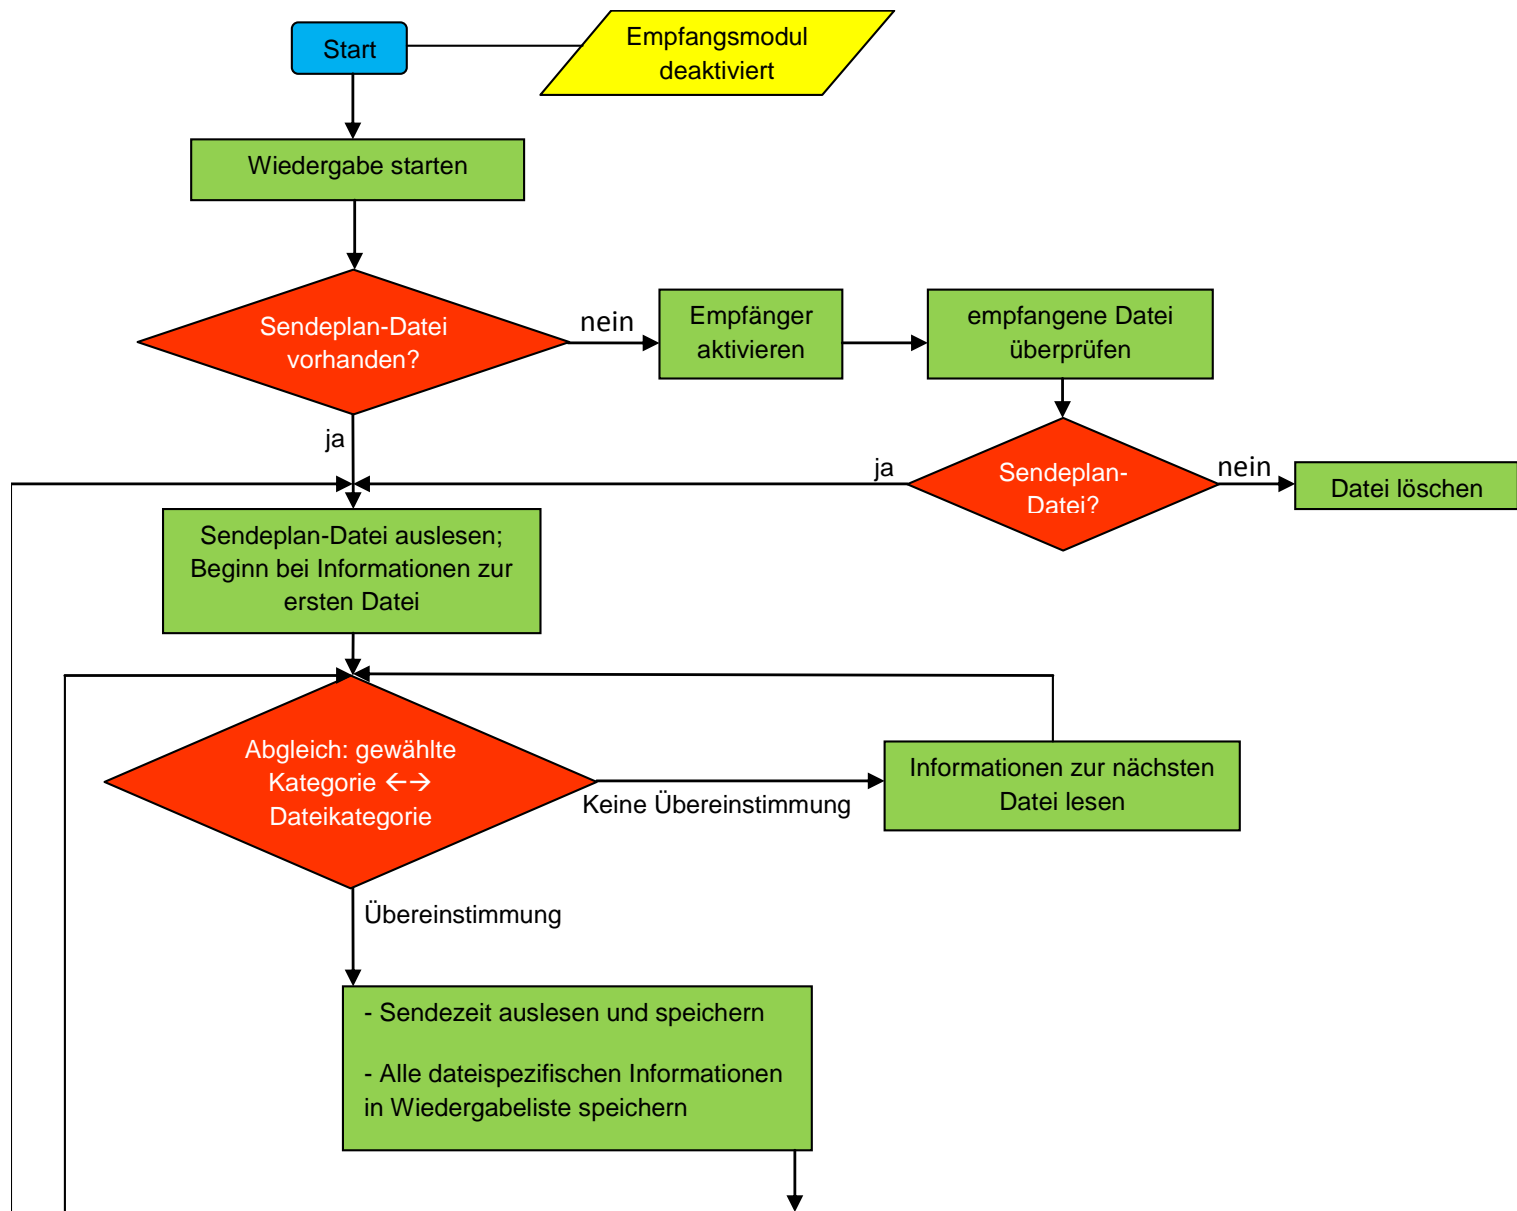 Start
Empfangsmodul
deaktiviert
Wiedergabe starten
Sendeplan-Datei
vorhanden?
nein
Empfänger
aktivieren
empfangene Datei
überprüfen
ja
ja
Sendeplan-
Datei?
nein
Datei löschen
Sendeplan-Datei auslesen;
Beginn bei Informationen zur
ersten Datei
Abgleich: gewählte
Kategorie ←→
Dateikategorie
Keine Übereinstimmung
Informationen zur nächsten
Datei lesen
Übereinstimmung
- Sendezeit auslesen und speichern
- Alle dateispezifischen Informationen
in Wiedergabeliste speichern